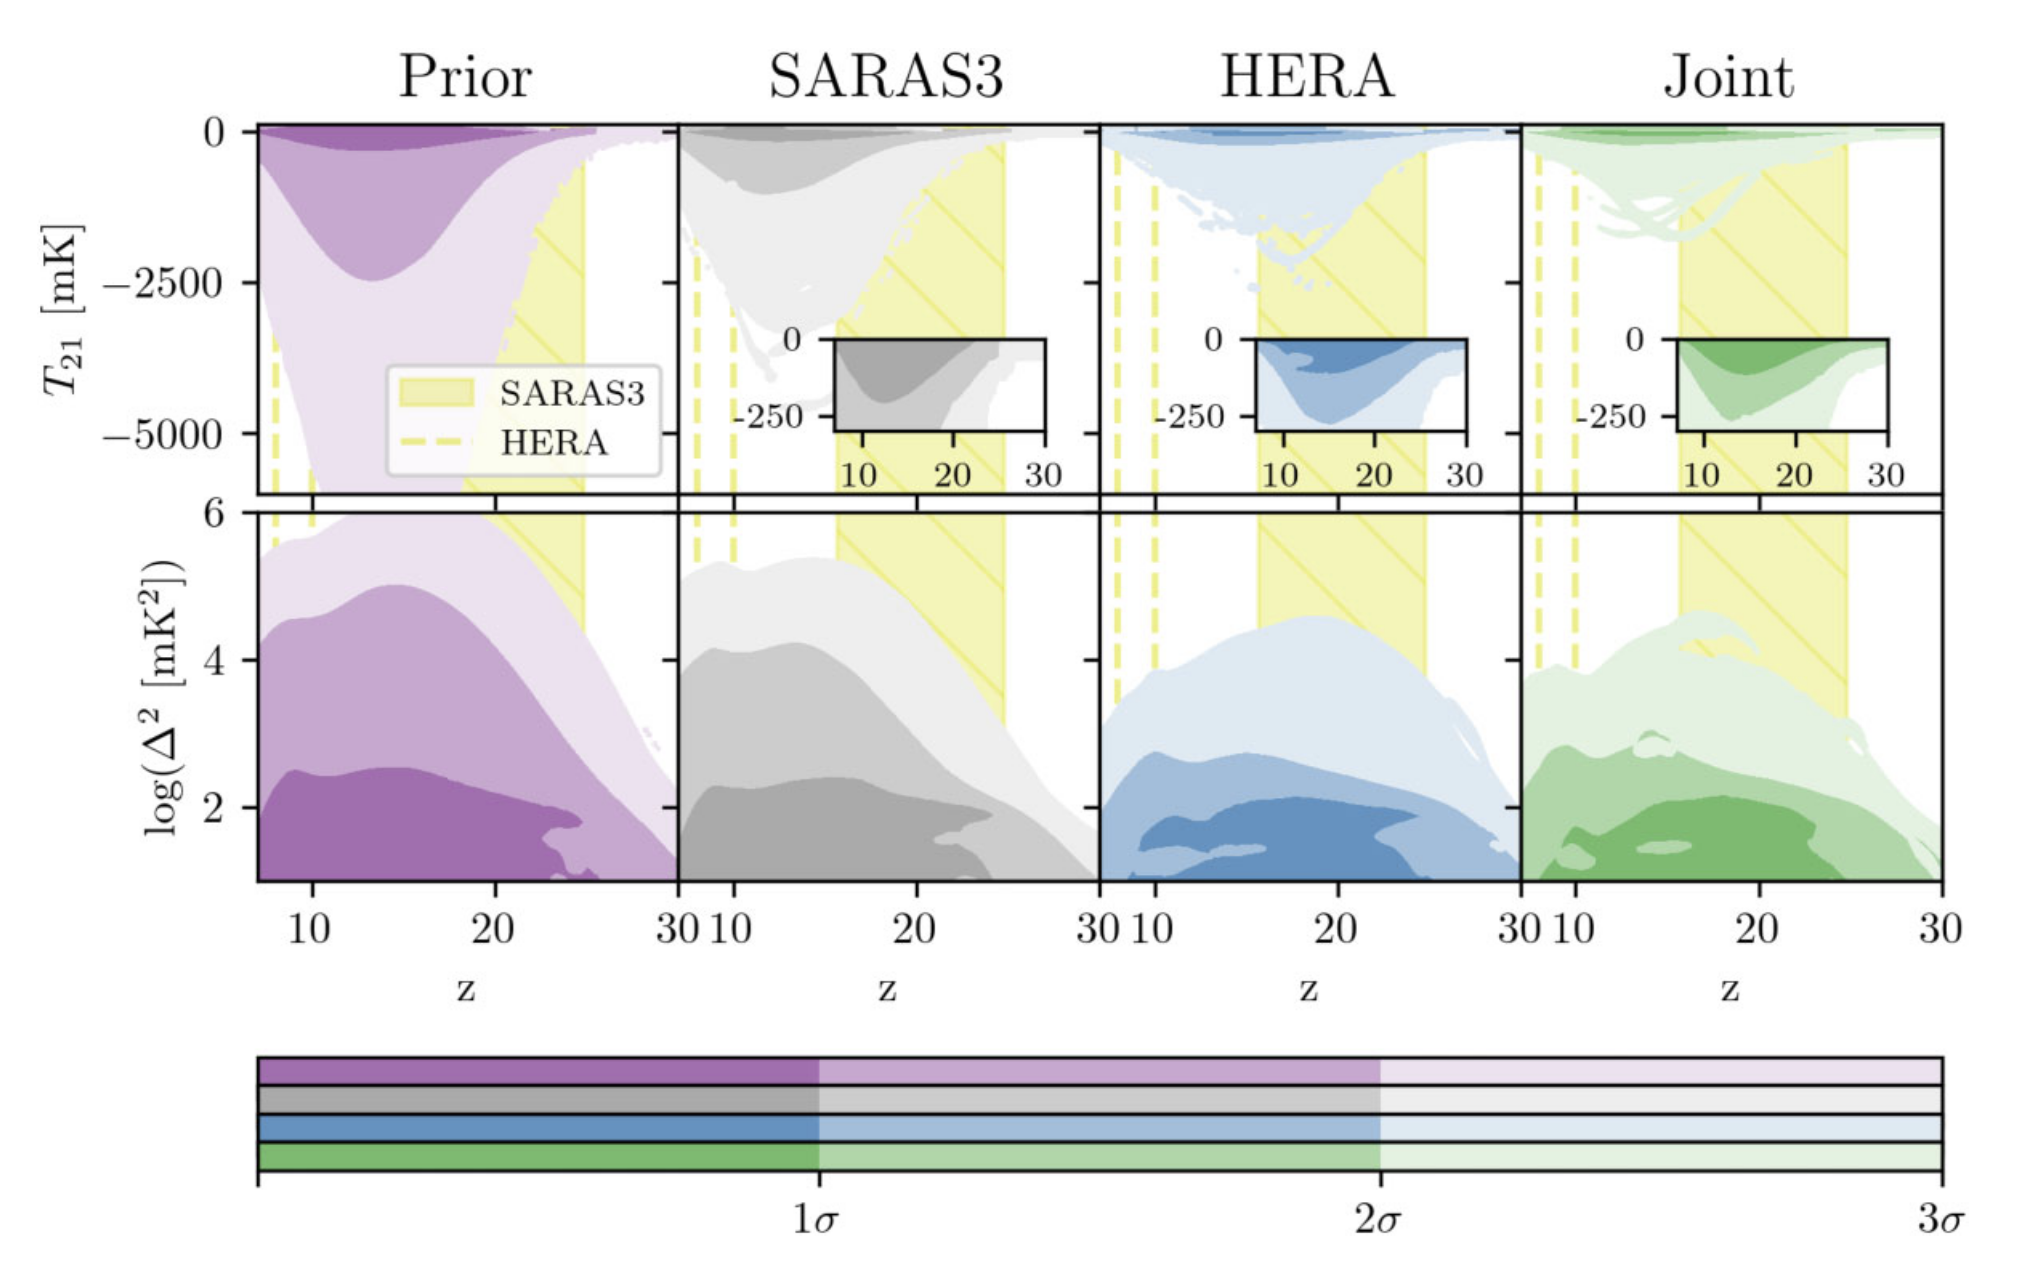 Prior SARAS3 HERA Joint
0
−2500
−5000
T₂₁ [mK]
SARAS3
HERA
0
-250
10 20 30
0
-250
10 20 30
0
-250
10 20 30
6
4
2
log(Δ² [mK²])
10 20 30 10 20 30 10 20 30 10 20 30
z z z z
1σ 2σ 3σ